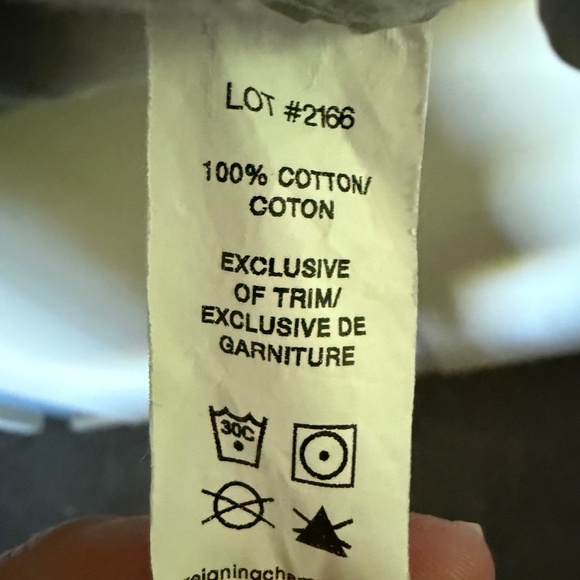 LOT #2166
100% COTTON/
COTON
EXCLUSIVE
OF TRIM/
EXCLUSIVE DE
GARNITURE
30C